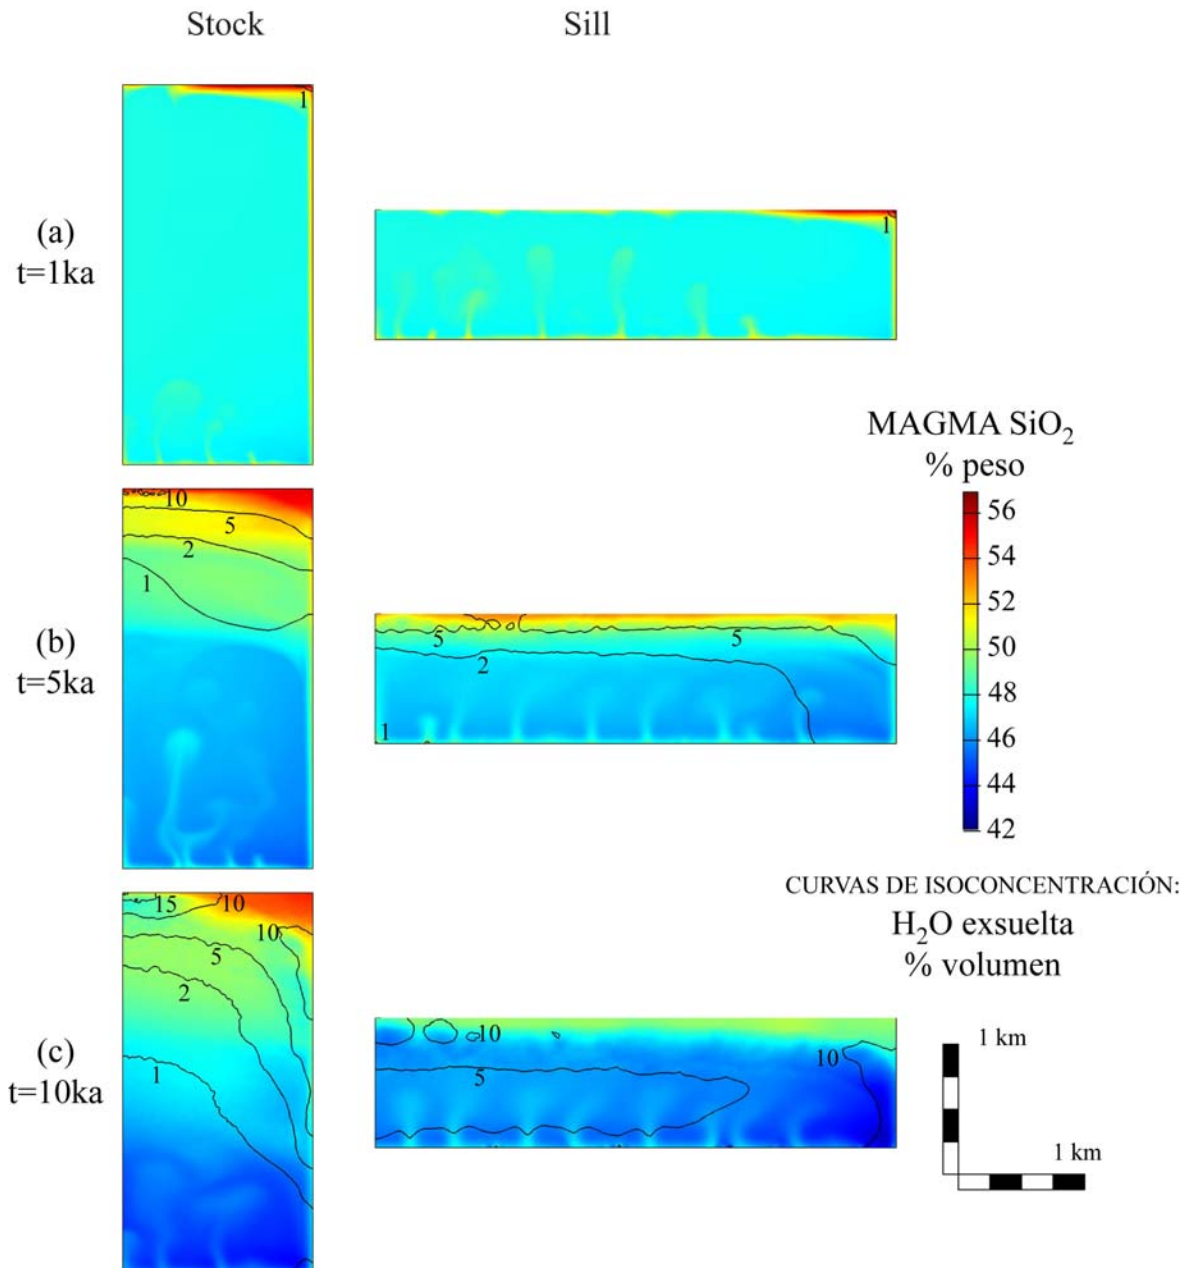 Stock
Sill
1
1
(a)
t=1ka
MAGMA SiO₂
% peso
56
54
52
50
48
46
44
42
10
5
2
1
(b)
t=5ka
5
5
2
1
CURVAS DE ISOCONCENTRACIÓN:
H₂O exsuelta
% volumen
15
10
10
5
2
1
(c)
t=10ka
10
10
5
1 km
1 km